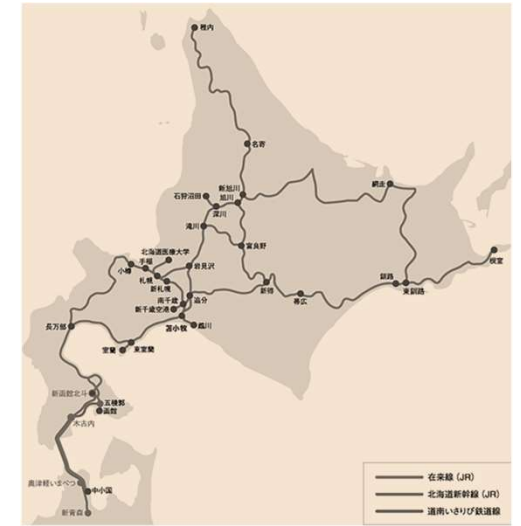 稚内
名寄
新旭川
旭川
網走
石狩沼田
深川
滝川
富良野
根室
北海道医療大学
手稲
小樽
岩見沢
札幌
新札幌
新得
釧路
東釧路
南千歳
追分
帯広
新千歳空港
苫小牧
鵡川
長万部
室蘭
東室蘭
新函館北斗
五稜郭
函館
木古内
奥津軽いまべつ
中小国
新青森
在来線（JR）
北海道新幹線（JR）
道南いさりび鉄道線